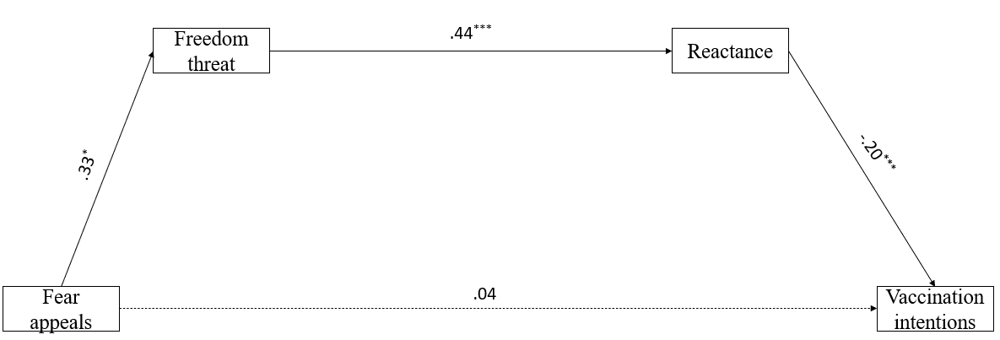 Freedom
threat
.44***
Reactance
.33*
-.20***
Fear
appeals
.04
Vaccination
intentions